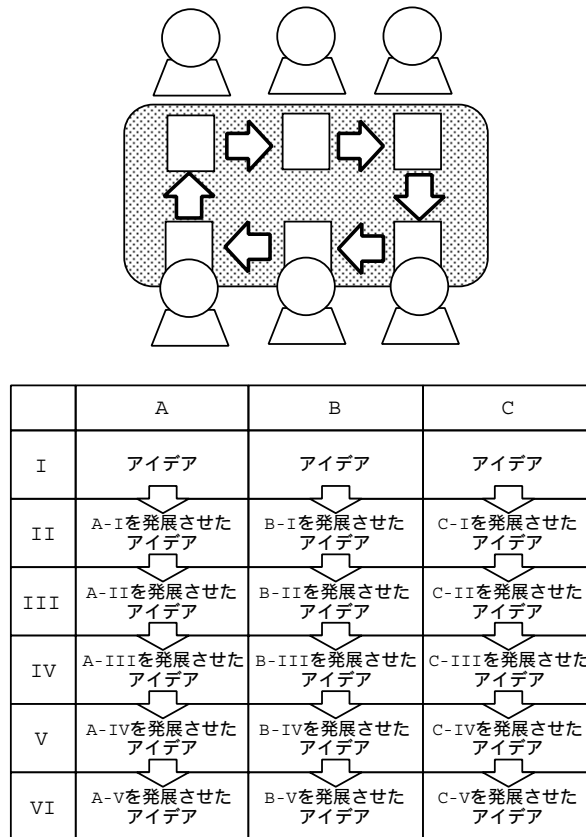 A B C
I アイデア アイデア アイデア
II A-Iを発展させた B-Iを発展させた C-Iを発展させた
アイデア アイデア アイデア
III A-IIを発展させた B-IIを発展させた C-IIを発展させた
アイデア アイデア アイデア
IV A-IIIを発展させた B-IIIを発展させた C-IIIを発展させた
アイデア アイデア アイデア
V A-IVを発展させた B-IVを発展させた C-IVを発展させた
アイデア アイデア アイデア
VI A-Vを発展させた B-Vを発展させた C-Vを発展させた
アイデア アイデア アイデア